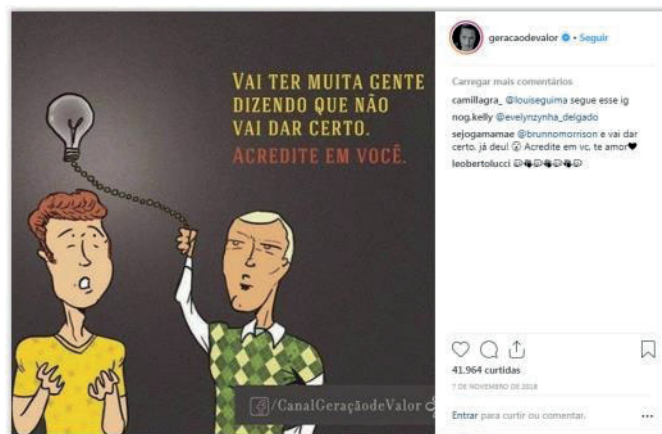 VAI TER MUITA GENTE
DIZENDO QUE NÃO
VAI DAR CERTO.
ACREDITE EM VOCÊ.
/CanalGeraçãodeValor
geracaodevalor • Seguir
Carregar mais comentários
camillagra_ @louiseguima segue esse ig
nog.kelly @evelynzynha_delgado
sejogamamae @brunnomorrison e vai dar
certo, já deu! 😮 Acredite em vc, te amor🖤
leobertolucci
41.964 curtidas
7 DE NOVEMBRO DE 2018
Entrar para curtir ou comentar.